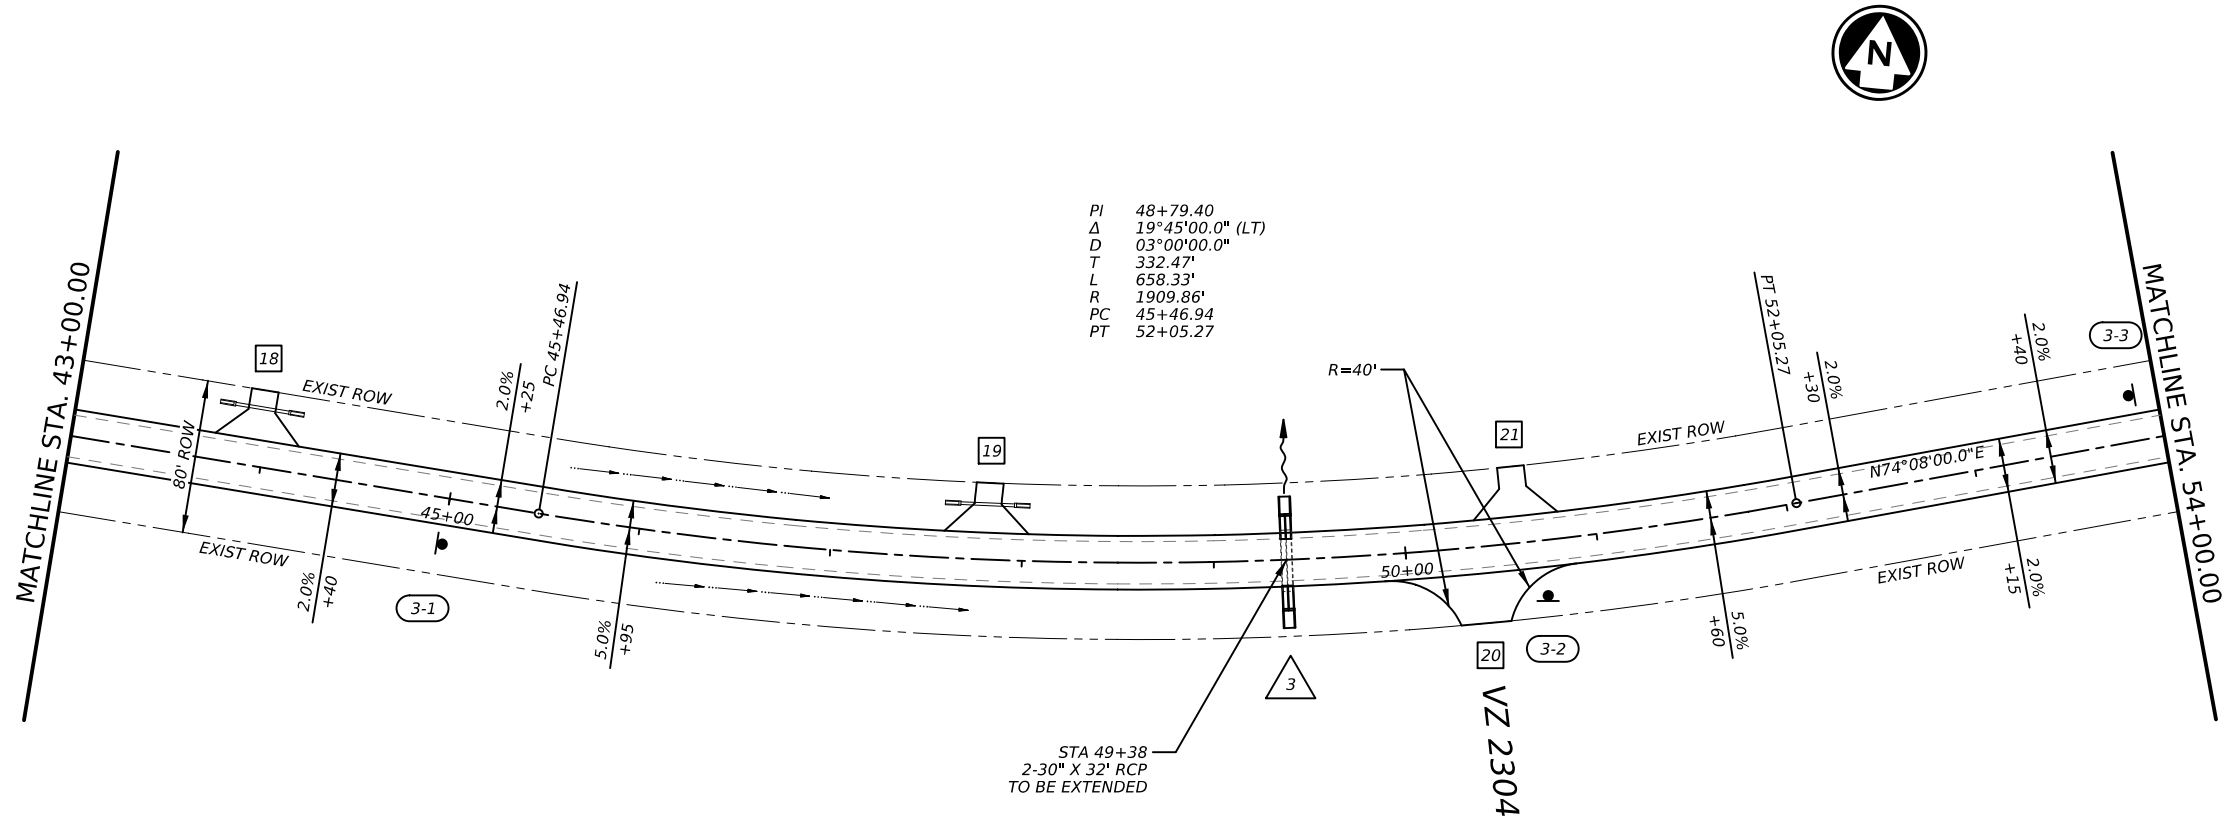 N
PI 48+79.40
Δ 19°45'00.0" (LT)
D 03°00'00.0"
T 332.47'
L 658.33'
R 1909.86'
PC 45+46.94
PT 52+05.27
MATCHLINE STA. 43+00.00
18
EXIST ROW
80' ROW
EXIST ROW
2.0%
+40
45+00
3-1
2.0%
+25
PC 45+46.94
5.0%
+95
19
R=40'
21
EXIST ROW
PT 52+05.27
2.0%
+30
2.0%
+40
3-3
MATCHLINE STA. 54+00.00
N74°08'00.0"E
50+00
EXIST ROW
2.0%
+15
5.0%
+60
20
3-2
3
VZ 2304
STA 49+38
2-30" X 32' RCP
TO BE EXTENDED